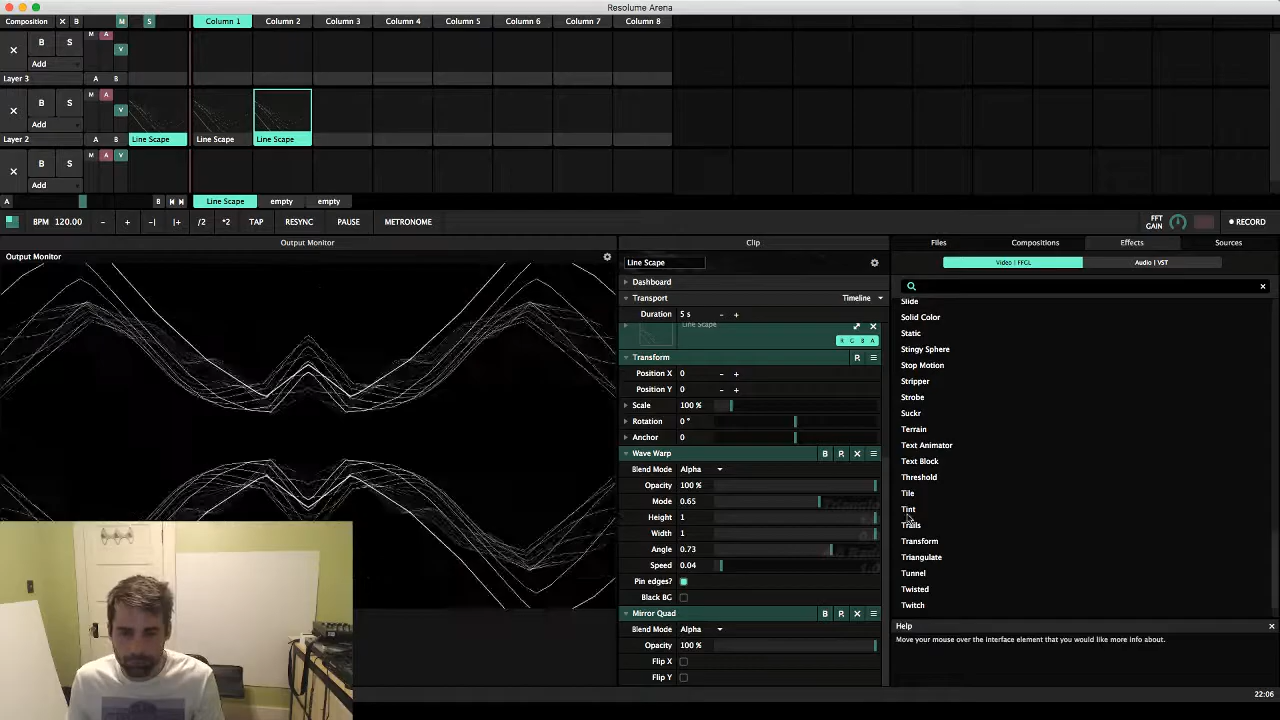 Resolume Arena
Composition B M S Column 1 Column 2 Column 3 Column 4 Column 5 Column 6 Column 7 Column 8
B S M A
V
Add
Layer 3 A B
B S M A
V
Add
Layer 2 A B Line Scape Line Scape Line Scape
B S M A V
Add
A B Line Scape empty empty
BPM 120.00 - + -| |+ /2 *2 TAP RESYNC PAUSE METRONOME FFT GAIN RECORD
Output Monitor
Output Monitor
Clip
Line Scape
Dashboard
Transport Timeline
Duration 5 s - +
Line Scape
R G B A
Transform R
Position X 0 - +
Position Y 0 - +
Scale 100 %
Rotation 0 °
Anchor 0
Wave Warp B R
Blend Mode Alpha
Opacity 100 %
Mode 0.65
Height 1
Width 1
Angle 0.73
Speed 0.04
Pin edges?
Black BG
Mirror Quad B R
Blend Mode Alpha
Opacity 100 %
Flip X
Flip Y
Files Compositions Effects Sources
Video | FFGL Audio | VST
Slide
Solid Color
Static
Stingy Sphere
Stop Motion
Stripper
Strobe
Suckr
Terrain
Text Animator
Text Block
Threshold
Tile
Tint
Trails
Transform
Triangulate
Tunnel
Twisted
Twitch
Help
Move your mouse over the interface element that you would like more info about.
22:06